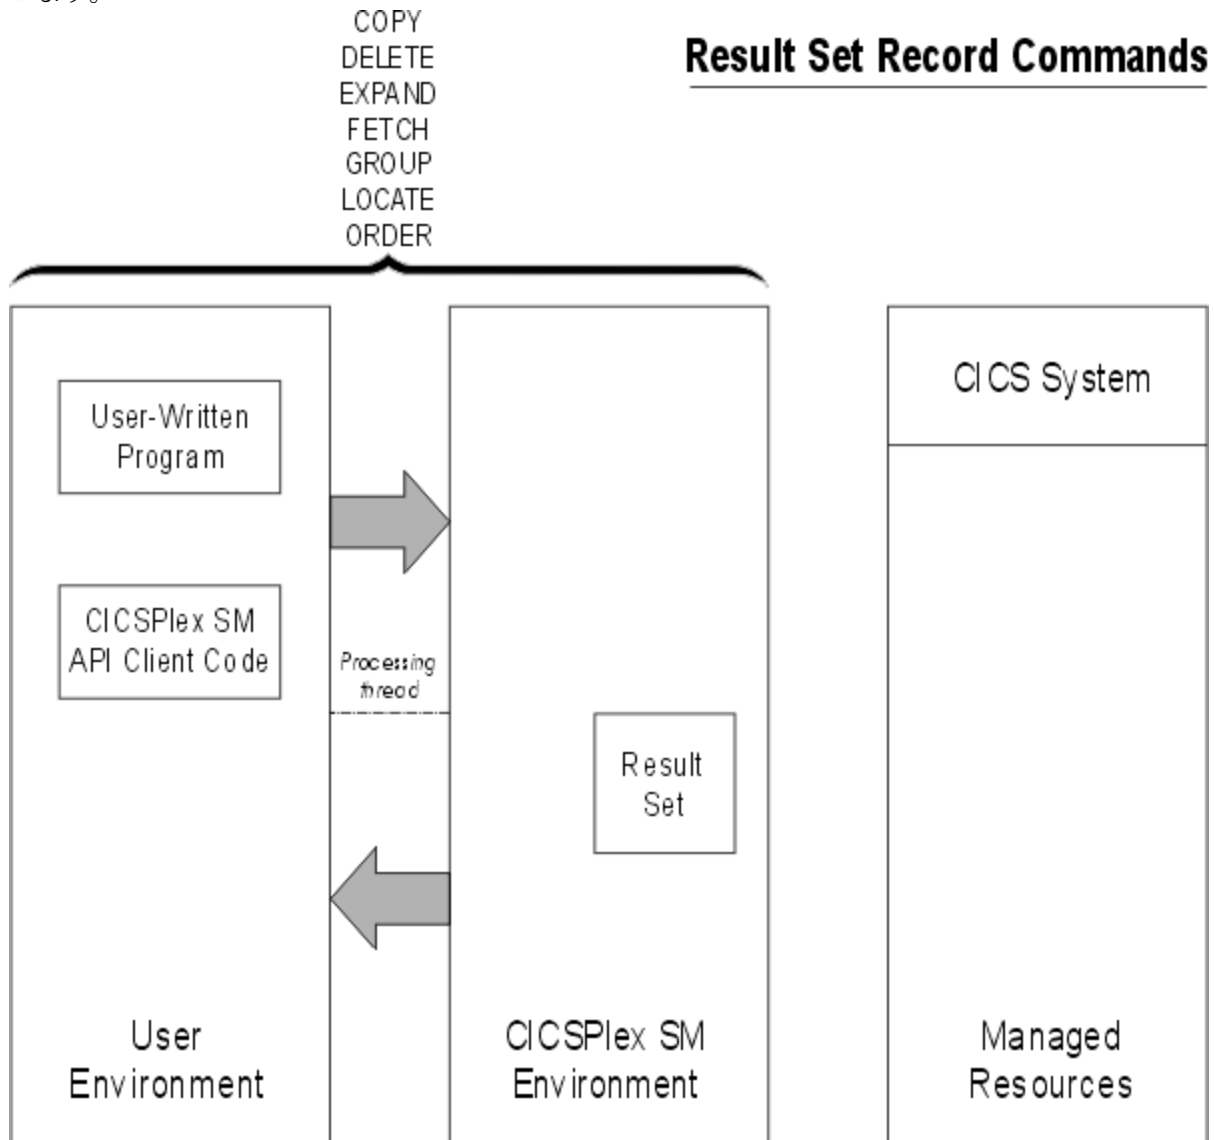 COPY
DELETE
EXPAND
FETCH
GROUP
LOCATE
ORDER
Result Set Record Commands
User-Written
Program
CICSPlex SM
API Client Code
Processing
thread
Result
Set
CICS System
User
Environment
CICSPlex SM
Environment
Managed
Resources